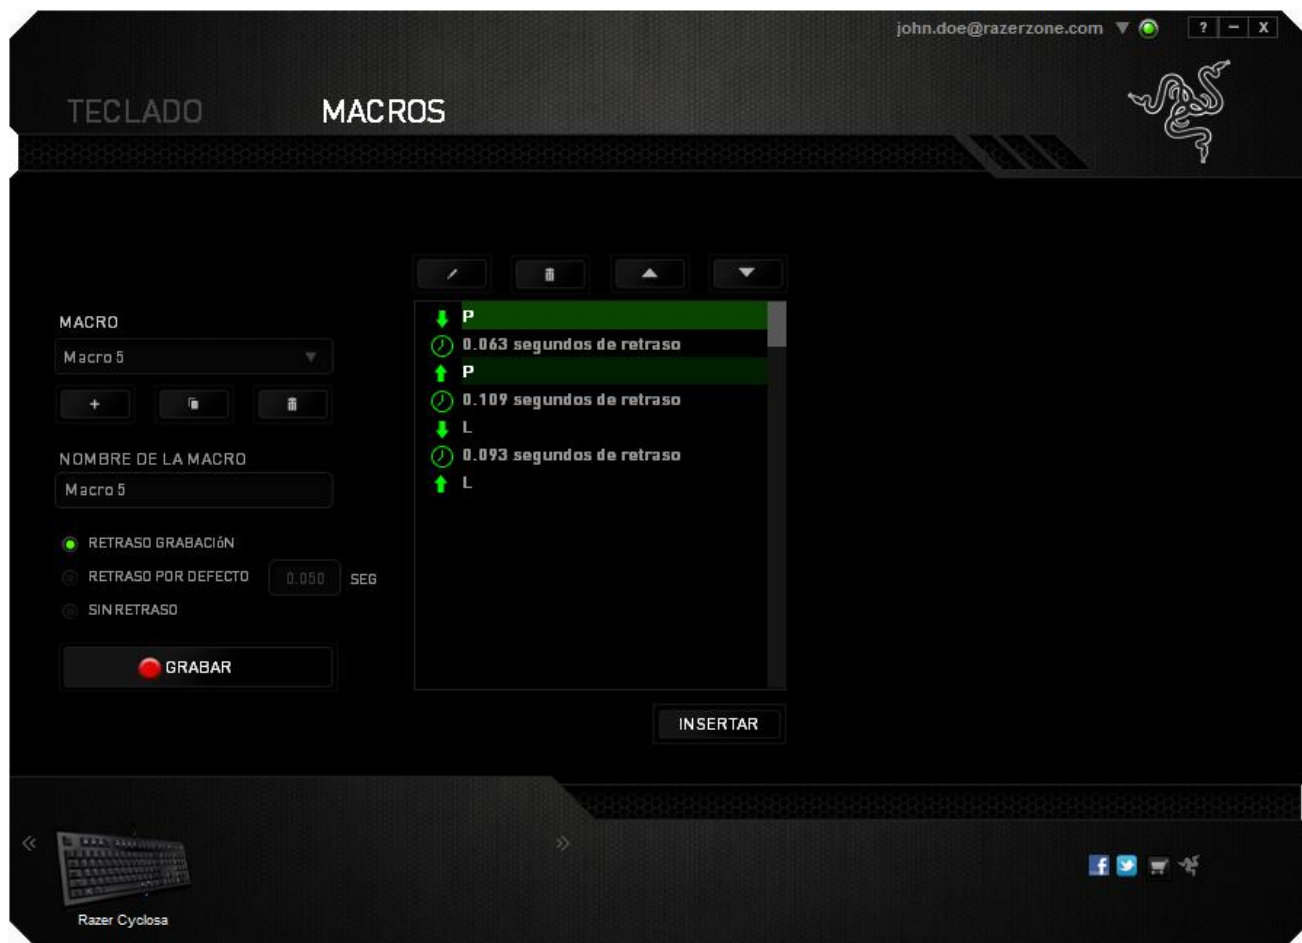 john.doe@razerzone.com
? - X
TECLADO MACROS
MACRO
Macro 5
NOMBRE DE LA MACRO
Macro 5
RETRASO GRABACIóN
RETRASO POR DEFECTO 0.050 SEG
SIN RETRASO
GRABAR
P
0.063 segundos de retraso
P
0.109 segundos de retraso
L
0.093 segundos de retraso
L
INSERTAR
Razer Cyclosa